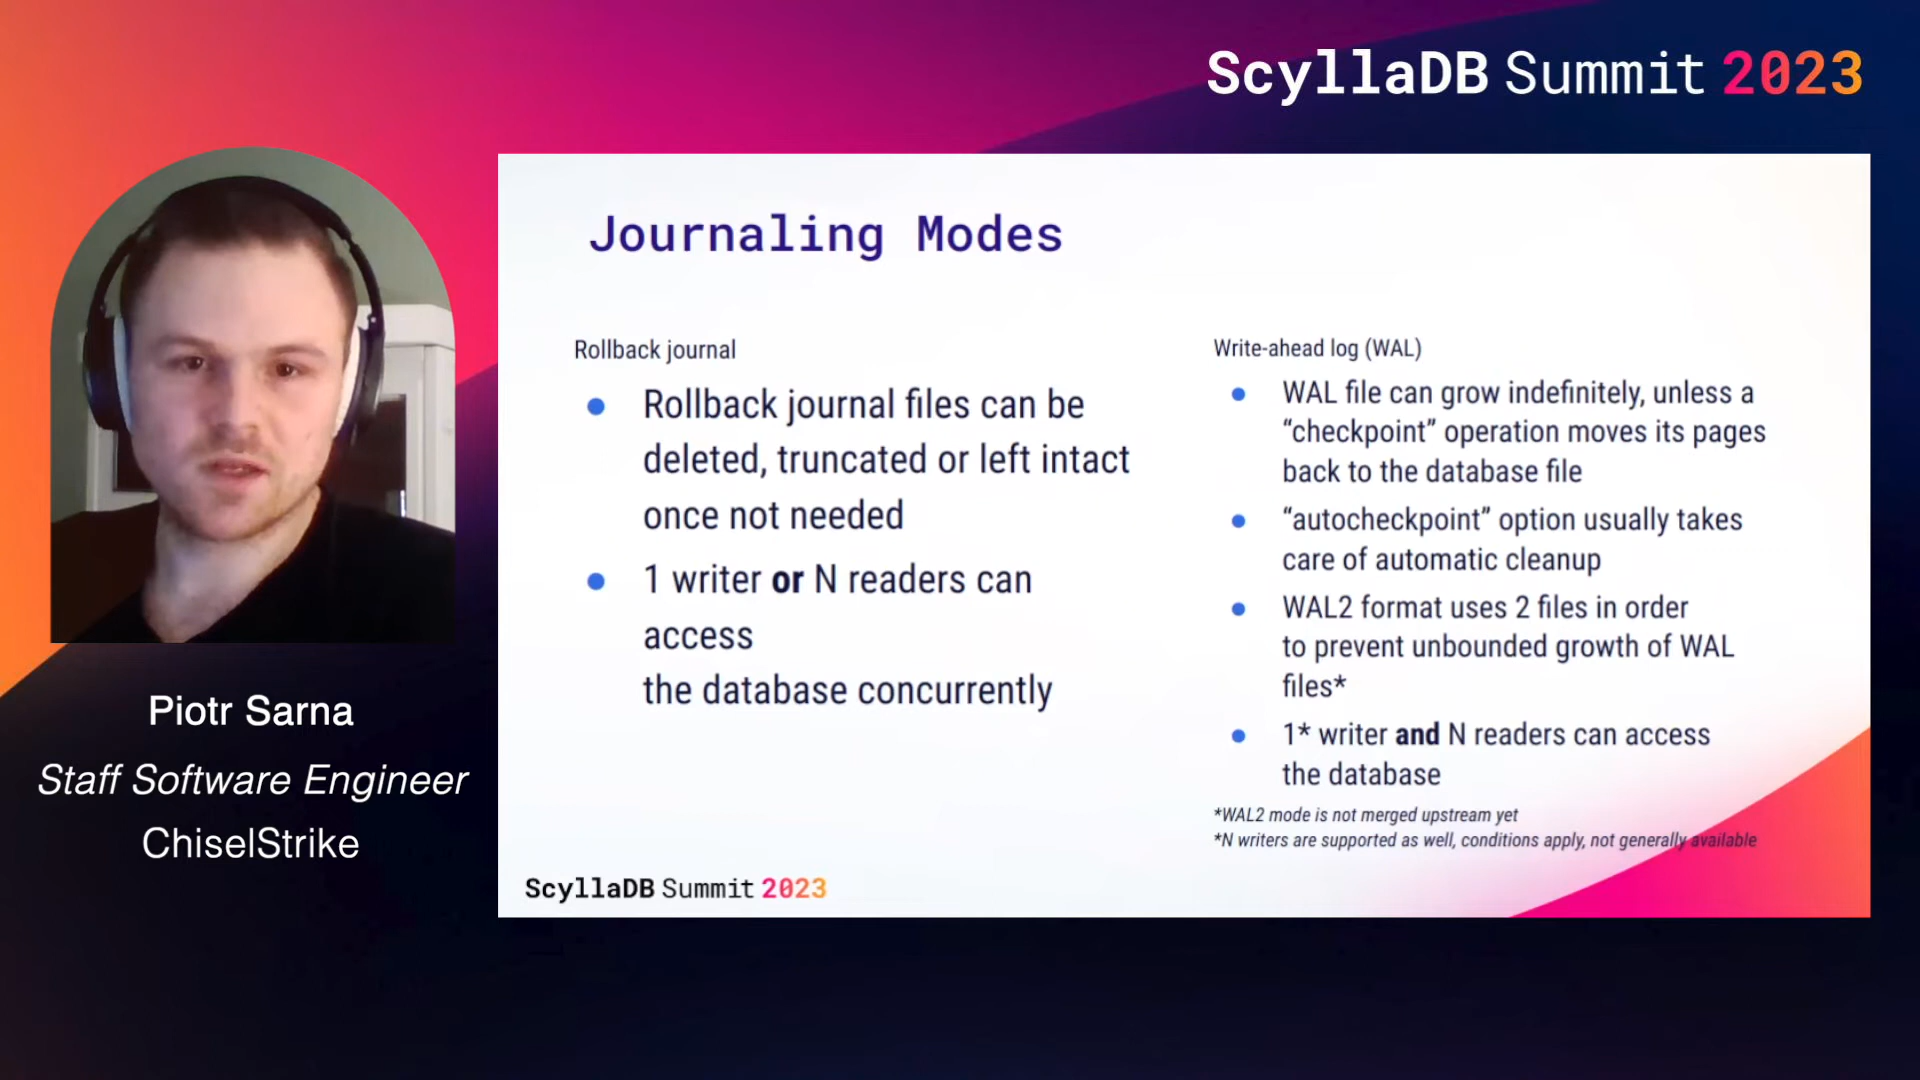 ScyllaDB Summit 2023
Journaling Modes
Rollback journal
● Rollback journal files can be
deleted, truncated or left intact
once not needed
● 1 writer or N readers can
access
the database concurrently
Write-ahead log (WAL)
● WAL file can grow indefinitely, unless a
“checkpoint” operation moves its pages
back to the database file
● “autocheckpoint” option usually takes
care of automatic cleanup
● WAL2 format uses 2 files in order
to prevent unbounded growth of WAL
files*
● 1* writer and N readers can access
the database
*WAL2 mode is not merged upstream yet
*N writers are supported as well, conditions apply, not generally available
ScyllaDB Summit 2023
Piotr Sarna
Staff Software Engineer
ChiselStrike